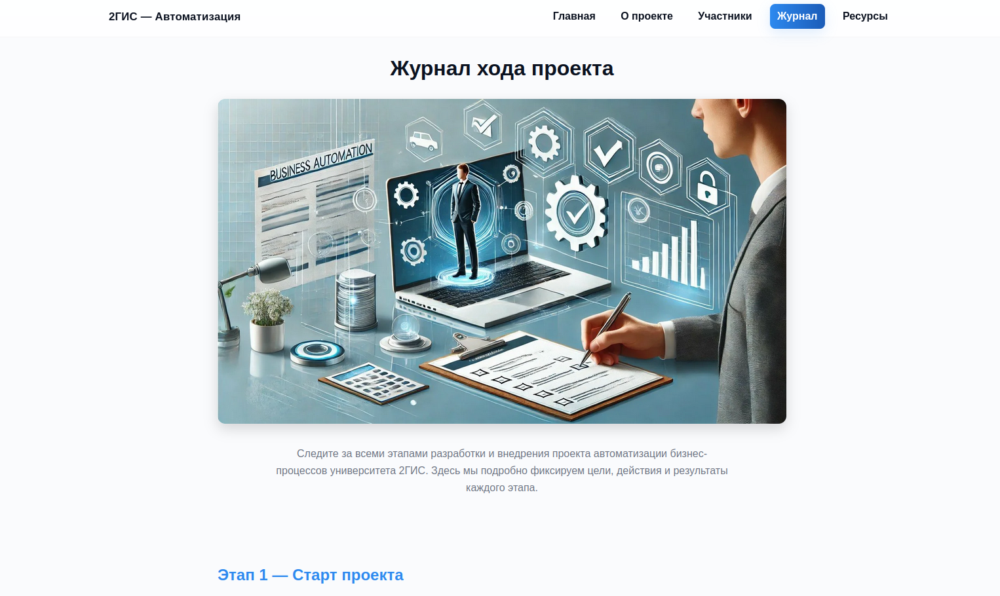 2ГИС — Автоматизация
Главная
О проекте
Участники
Журнал
Ресурсы
Журнал хода проекта
BUSINESS AUTOMATION
Следите за всеми этапами разработки и внедрения проекта автоматизации бизнес-
процессов университета 2ГИС. Здесь мы подробно фиксируем цели, действия и результаты
каждого этапа.
Этап 1 — Старт проекта